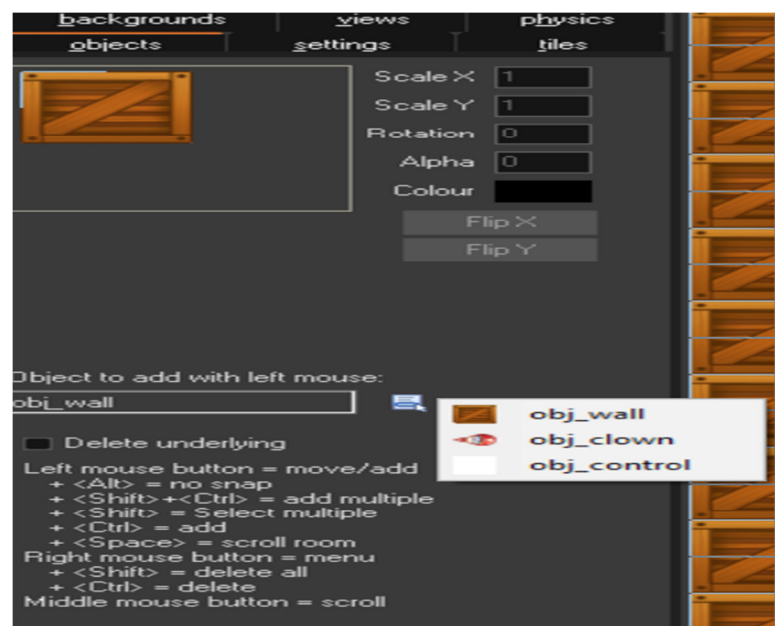 backgrounds views physics
objects settings tiles
Scale X 1
Scale Y 1
Rotation 0
Alpha 0
Colour
Flip X
Flip Y
Object to add with left mouse:
obj_wall
obj_wall
obj_clown
obj_control
Delete underlying
Left mouse button = move/add
+ <Alt> = no snap
+ <Shift>+<Ctrl> = add multiple
+ <Shift> = Select multiple
+ <Ctrl> = add
+ <Space> = scroll room
Right mouse button = menu
+ <Shift> = delete all
+ <Ctrl> = delete
Middle mouse button = scroll